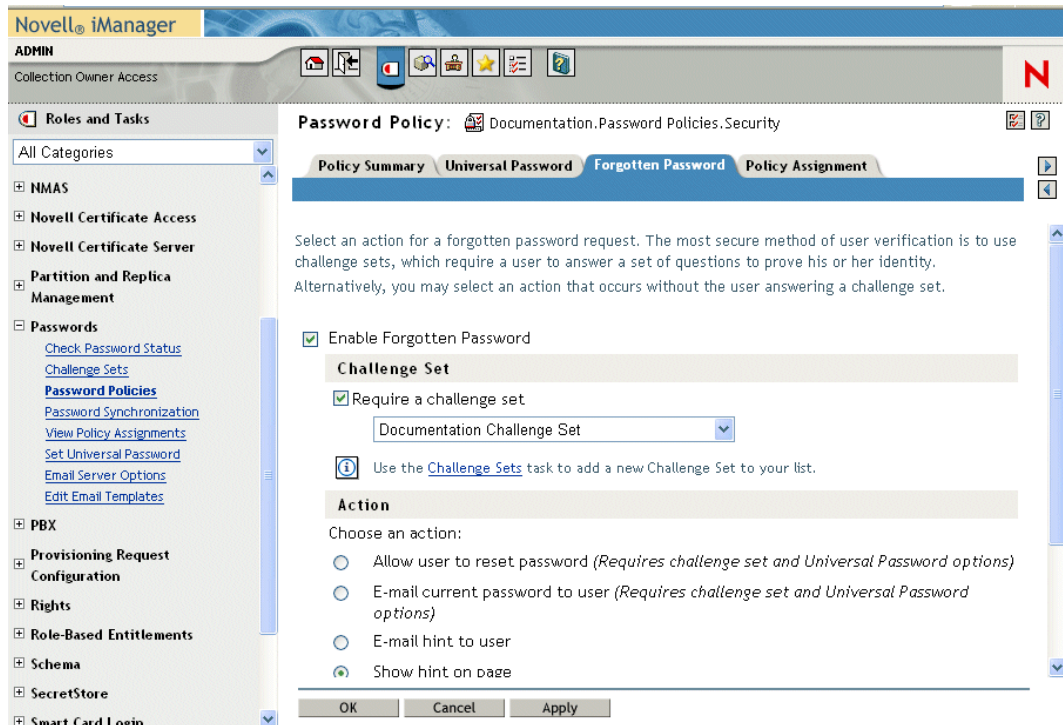 Novell® iManager
ADMIN
Collection Owner Access
N
Roles and Tasks
All Categories
NMAS
Novell Certificate Access
Novell Certificate Server
Partition and Replica
Management
Passwords
Check Password Status
Challenge Sets
Password Policies
Password Synchronization
View Policy Assignments
Set Universal Password
Email Server Options
Edit Email Templates
PBX
Provisioning Request
Configuration
Rights
Role-Based Entitlements
Schema
SecretStore
Smart Card Login
Password Policy: Documentation.Password Policies.Security
Policy Summary Universal Password Forgotten Password Policy Assignment
Select an action for a forgotten password request. The most secure method of user verification is to use
challenge sets, which require a user to answer a set of questions to prove his or her identity.
Alternatively, you may select an action that occurs without the user answering a challenge set.
Enable Forgotten Password
Challenge Set
Require a challenge set
Documentation Challenge Set
Use the Challenge Sets task to add a new Challenge Set to your list.
Action
Choose an action:
Allow user to reset password (Requires challenge set and Universal Password options)
E-mail current password to user (Requires challenge set and Universal Password
options)
E-mail hint to user
Show hint on page
OK Cancel Apply